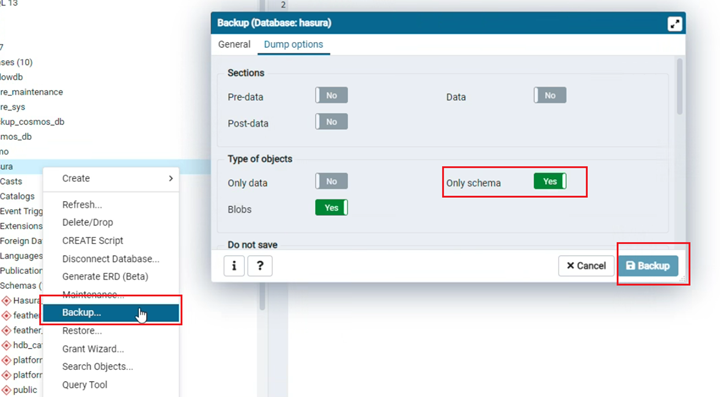 2
L 13
7
ses (10)
lowdb
re_maintenance
re_sys
ckup_cosmos_db
smos_db
mo
ura
Casts
Catalogs
Event Trigg
Extensions
Foreign Da
Languages
Publication
Schemas (
Hasura
feather
feather_
hdb_ca
platform
platform
public
Create
Refresh...
Delete/Drop
CREATE Script
Disconnect Database...
Generate ERD (Beta)
Maintenance...
Backup...
Restore...
Grant Wizard...
Search Objects...
Query Tool
Backup (Database: hasura)
General Dump options
Sections
Pre-data No Data No
Post-data No
Type of objects
Only data No Only schema Yes
Blobs Yes
Do not save
i ? Cancel Backup